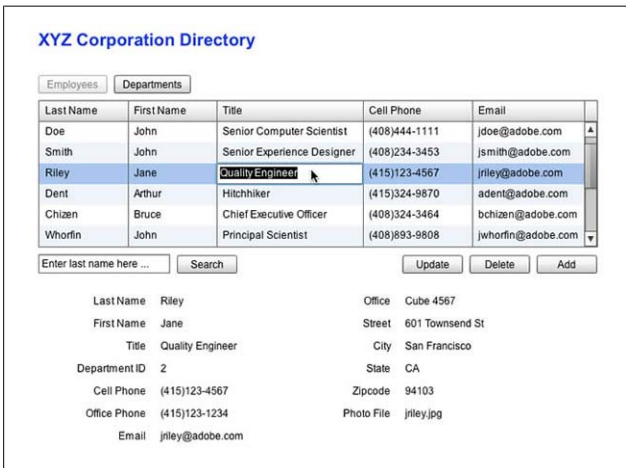 XYZ Corporation Directory
Employees Departments
Last Name First Name Title Cell Phone Email
Doe John Senior Computer Scientist (408)444-1111 jdoe@adobe.com
Smith John Senior Experience Designer (408)234-3453 jsmith@adobe.com
Riley Jane Quality Engineer (415)123-4567 jriley@adobe.com
Dent Arthur Hitchhiker (415)324-9870 adent@adobe.com
Chizen Bruce Chief Executive Officer (408)324-3464 bchizen@adobe.com
Whorfin John Principal Scientist (408)893-9808 jwhorfin@adobe.com
Enter last name here ... Search Update Delete Add
Last Name Riley Office Cube 4567
First Name Jane Street 601 Townsend St
Title Quality Engineer City San Francisco
Department ID 2 State CA
Cell Phone (415)123-4567 Zipcode 94103
Office Phone (415)123-1234 Photo File jriley.jpg
Email jriley@adobe.com